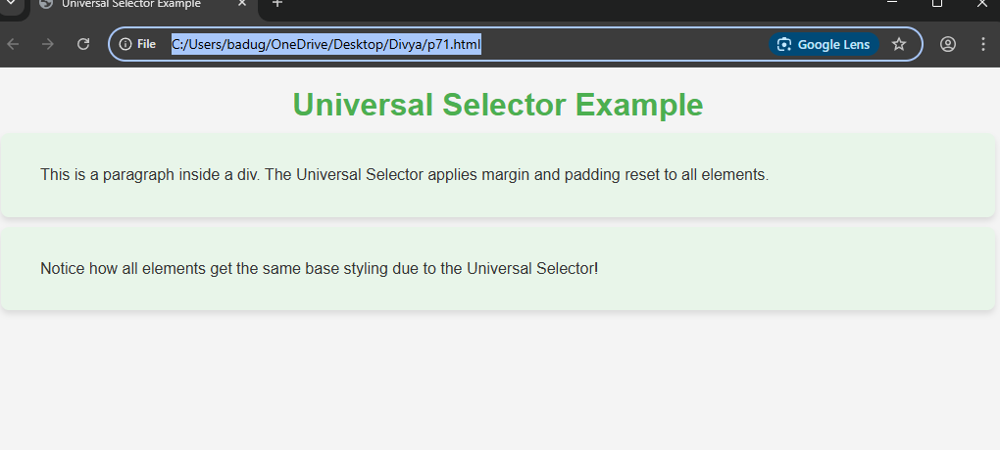 Universal Selector Example
File C:/Users/badug/OneDrive/Desktop/Divya/p71.html Google Lens
Universal Selector Example
This is a paragraph inside a div. The Universal Selector applies margin and padding reset to all elements.
Notice how all elements get the same base styling due to the Universal Selector!